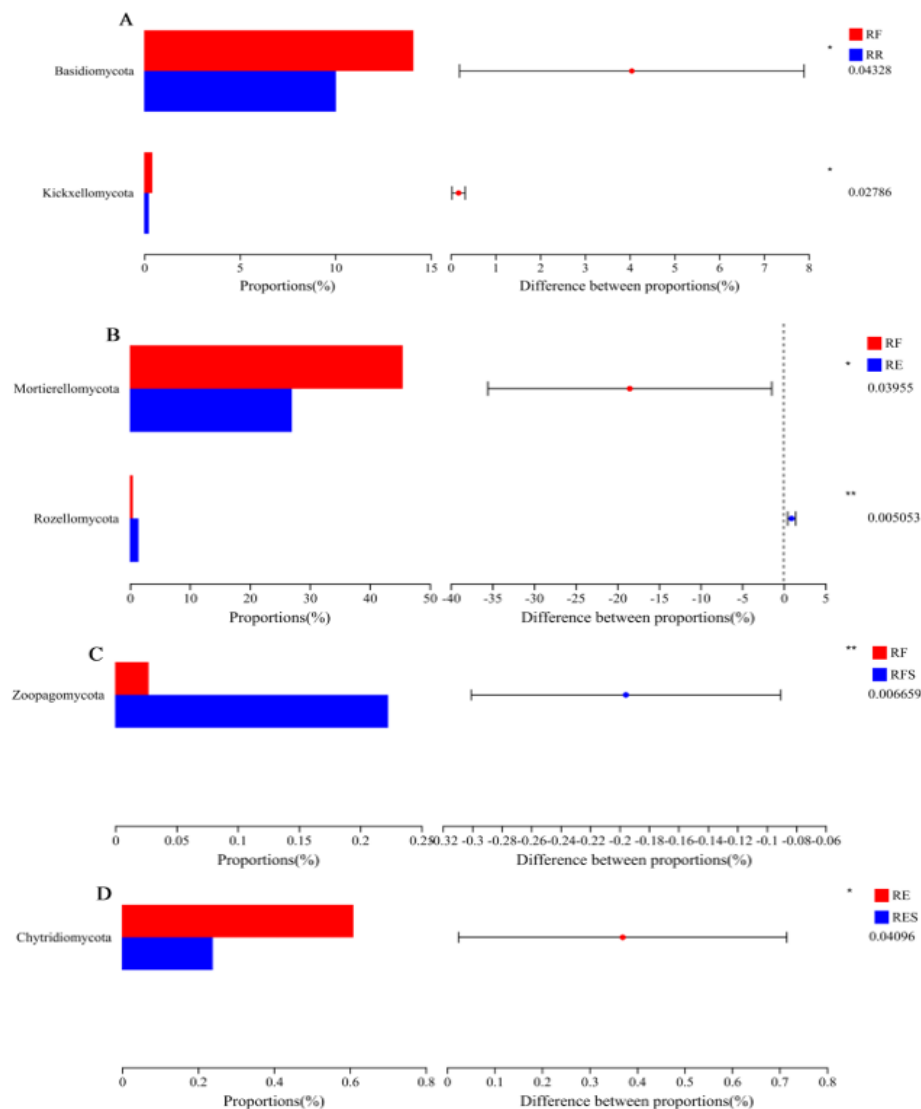 A
RF
*
RR
Basidiomycota
0.04328
*
Kickxellomycota
0.02786
0 5 10 15 0 1 2 3 4 5 6 7 8
Proportions(%) Difference between proportions(%)
B
RF
* RE
Mortierellomycota 0.03955
**
Rozellomycota 0.005053
0 10 20 30 40 50 -40 -35 -30 -25 -20 -15 -10 -5 0 5
Proportions(%) Difference between proportions(%)
C
** RF
RFS
Zoopagomycota 0.006659
0 0.05 0.1 0.15 0.2 0.25 -0.32 -0.3 -0.28 -0.26 -0.24 -0.22 -0.2 -0.18 -0.16 -0.14 -0.12 -0.1 -0.08 -0.06
Proportions(%) Difference between proportions(%)
D
* RE
RES
Chytridiomycota 0.04096
0 0.2 0.4 0.6 0.8 0 0.1 0.2 0.3 0.4 0.5 0.6 0.7 0.8
Proportions(%) Difference between proportions(%)